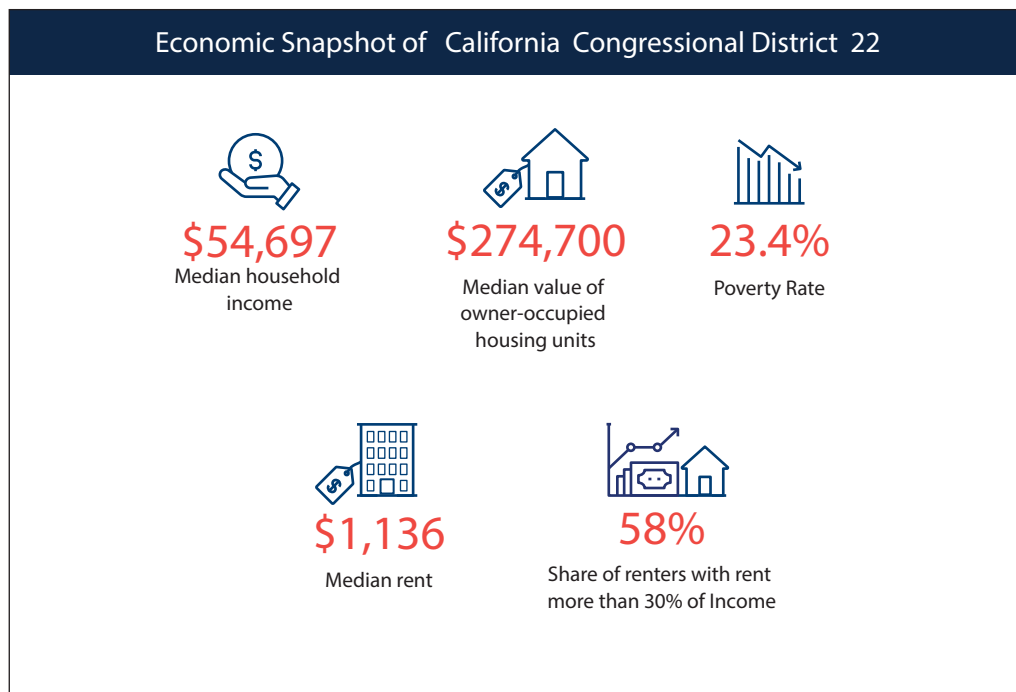 Economic Snapshot of California Congressional District 22
$
$
$54,697
Median household
income
$274,700
Median value of
owner-occupied
housing units
23.4%
Poverty Rate
$
$1,136
Median rent
58%
Share of renters with rent
more than 30% of Income